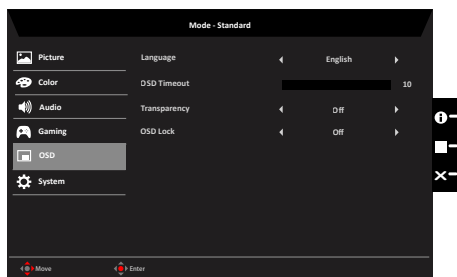 Mode - Standard
Picture
Language
English
Color
OSD Timeout
10
Audio
Transparency
Off
Gaming
OSD Lock
Off
OSD
System
Move
Enter